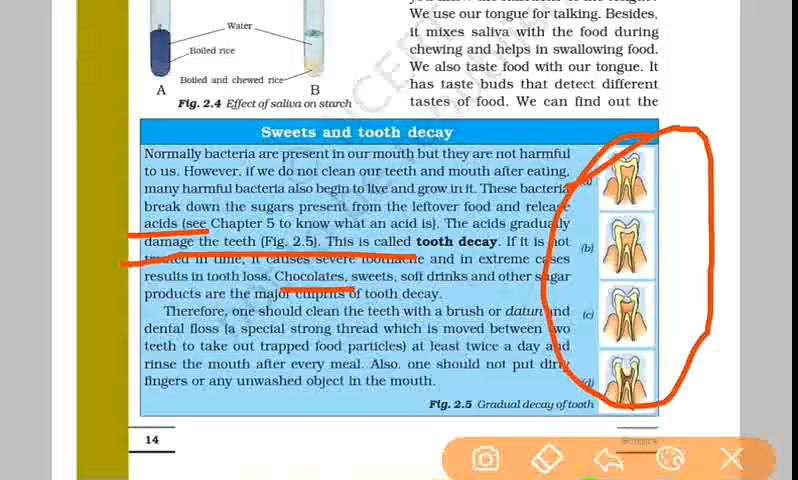 you know the functions of the tongue?
We use our tongue for talking. Besides,
it mixes saliva with the food during
chewing and helps in swallowing food.
We also taste food with our tongue. It
has taste buds that detect different
tastes of food. We can find out the
Water
Boiled rice
Boiled and chewed rice
A
B
Fig. 2.4 Effect of saliva on starch
Sweets and tooth decay
Normally bacteria are present in our mouth but they are not harmful
to us. However, if we do not clean our teeth and mouth after eating,
many harmful bacteria also begin to live and grow in it. These bacteria
break down the sugars present from the leftover food and release
acids (see Chapter 5 to know what an acid is). The acids gradually
damage the teeth (Fig. 2.5). This is called tooth decay. If it is not
treated in time, it causes severe toothache and in extreme cases
results in tooth loss. Chocolates, sweets, soft drinks and other sugar
products are the major culprits of tooth decay.
Therefore, one should clean the teeth with a brush or datun and
dental floss (a special strong thread which is moved between two
teeth to take out trapped food particles) at least twice a day and
rinse the mouth after every meal. Also, one should not put dirty
fingers or any unwashed object in the mouth.
(a)
(b)
(c)
(d)
Fig. 2.5 Gradual decay of tooth
14
Science